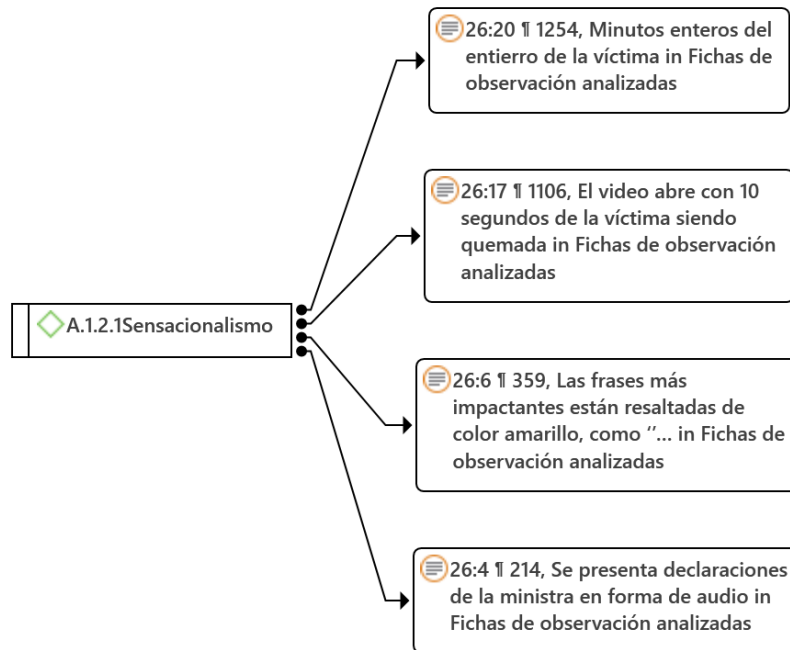 26:20 ¶ 1254, Minutos enteros del
entierro de la víctima in Fichas de
observación analizadas
26:17 ¶ 1106, El video abre con 10
segundos de la víctima siendo
quemada in Fichas de observación
analizadas
A.1.2.1Sensacionalismo
26:6 ¶ 359, Las frases más
impactantes están resaltadas de
color amarillo, como ‘’... in Fichas de
observación analizadas
26:4 ¶ 214, Se presenta declaraciones
de la ministra en forma de audio in
Fichas de observación analizadas